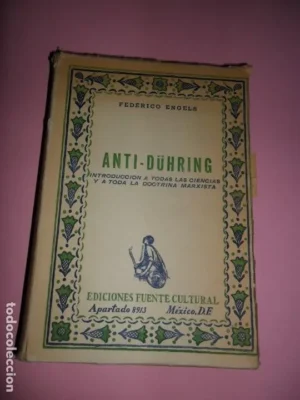 FEDERICO ENGELS
ANTI-DÜHRING
INTRODUCCION A TODAS LAS CIENCIAS
Y A TODA LA DOCTRINA MARXISTA
EDICIONES FUENTE CULTURAL
Apartado 8913 México, D.F
todocoleccion